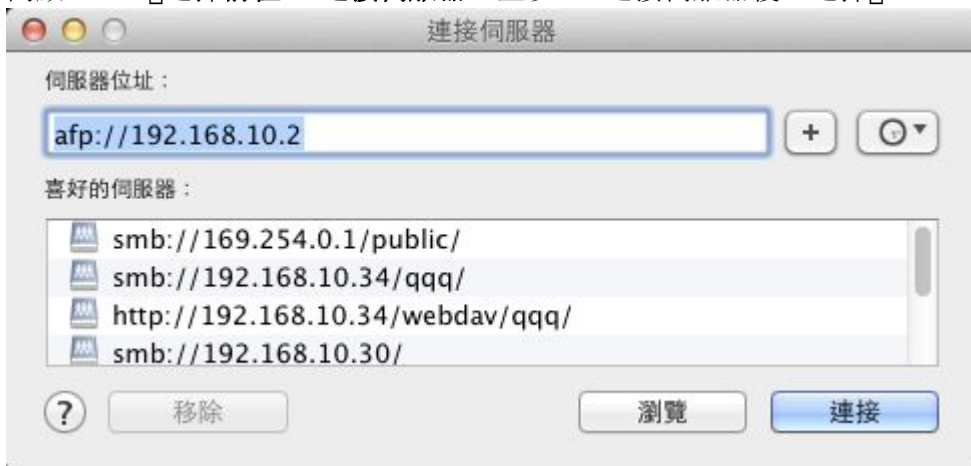 連接伺服器
伺服器位址：
afp://192.168.10.2
+
喜好的伺服器：
smb://169.254.0.1/public/
smb://192.168.10.34/qqq/
http://192.168.10.34/webdav/qqq/
smb://192.168.10.30/
?
移除
瀏覽
連接